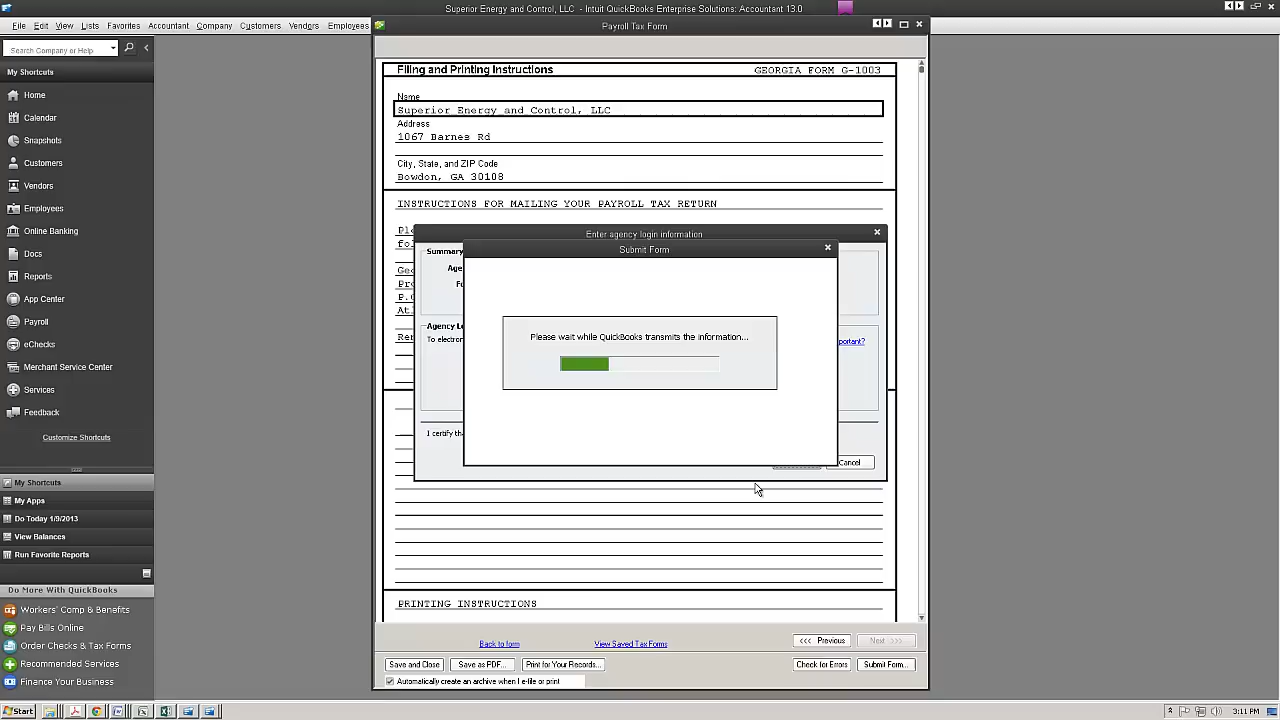 Superior Energy and Control, LLC - Intuit QuickBooks Enterprise Solutions: Accountant 13.0
File Edit View Lists Favorites Accountant Company Customers Vendors Employees
Payroll Tax Form
Search Company or Help
My Shortcuts
Home
Calendar
Snapshots
Customers
Vendors
Employees
Online Banking
Docs
Reports
App Center
Payroll
eChecks
Merchant Service Center
Services
Feedback
Customize Shortcuts
My Shortcuts
My Apps
Do Today 1/9/2013
View Balances
Run Favorite Reports
Do More With QuickBooks
Workers' Comp & Benefits
Pay Bills Online
Order Checks & Tax Forms
Recommended Services
Finance Your Business
Filing and Printing Instructions GEORGIA FORM G-1003
Name
Superior Energy and Control, LLC
Address
1067 Barnes Rd
City, State, and ZIP Code
Bowdon, GA 30108
INSTRUCTIONS FOR MAILING YOUR PAYROLL TAX RETURN
Enter agency login information
Submit Form
Summary
Please wait while QuickBooks transmits the information...
portant?
To electron
I certify th
Cancel
PRINTING INSTRUCTIONS
Back to form View Saved Tax Forms <<< Previous Next >>>
Save and Close Save as PDF... Print for Your Records... Check for Errors Submit Form...
Automatically create an archive when I e-file or print
Start 3:11 PM